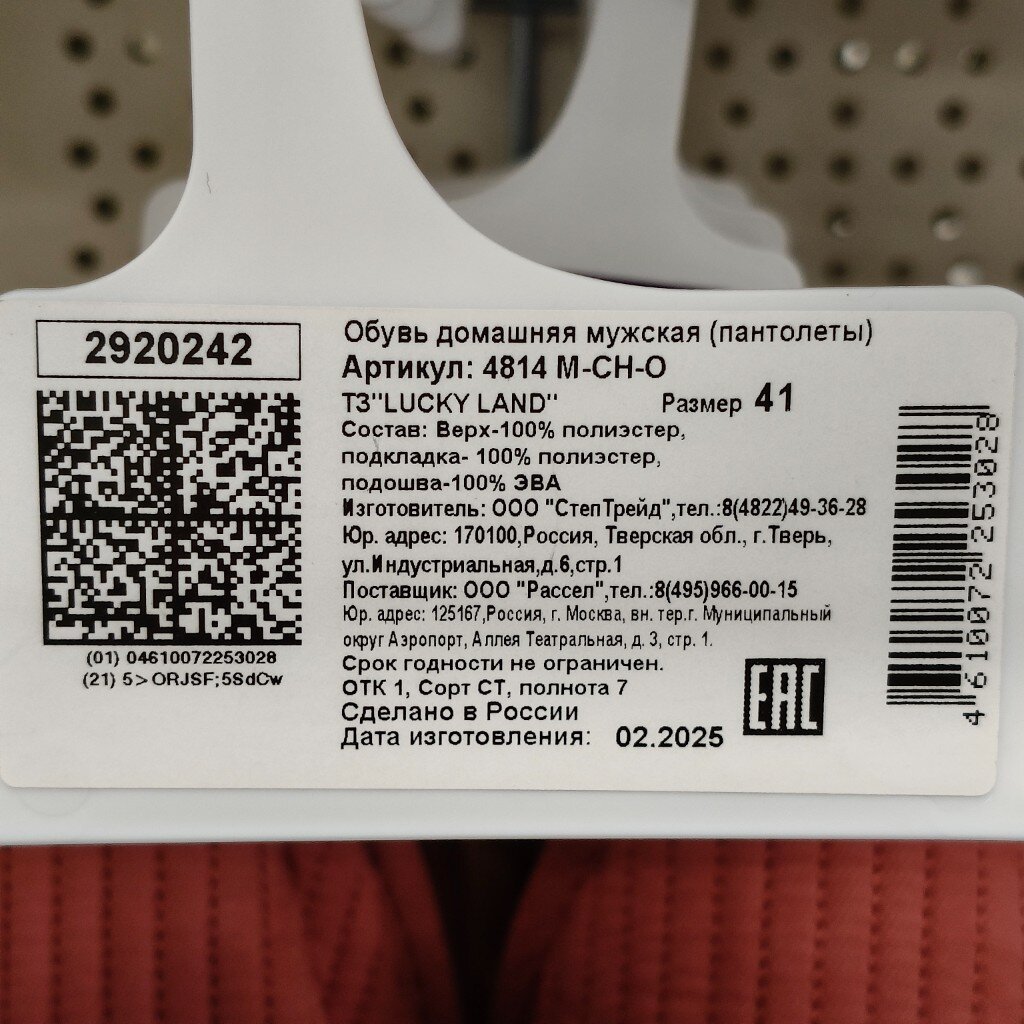 2920242
(01) 04610072253028
(21) 5>ORJSF;5SdCw
Обувь домашняя мужская (пантолеты)
Артикул: 4814 М-СН-О
ТЗ"LUCKY LAND" Размер 41
Состав: Верх-100% полиэстер,
подкладка- 100% полиэстер,
подошва-100% ЭВА
Изготовитель: ООО "СтепТрейд",тел.:8(4822)49-36-28
Юр. адрес: 170100,Россия, Тверская обл., г.Тверь,
ул.Индустриальная,д.6,стр.1
Поставщик: ООО "Рассел",тел.:8(495)966-00-15
Юр. адрес: 125167,Россия, г. Москва, вн. тер.г. Муниципальный
округ Аэропорт, Аллея Театральная, д. 3, стр. 1.
Срок годности не ограничен.
ОТК 1, Сорт СТ, полнота 7
Сделано в России
Дата изготовления: 02.2025
EAC
4 610072 253028